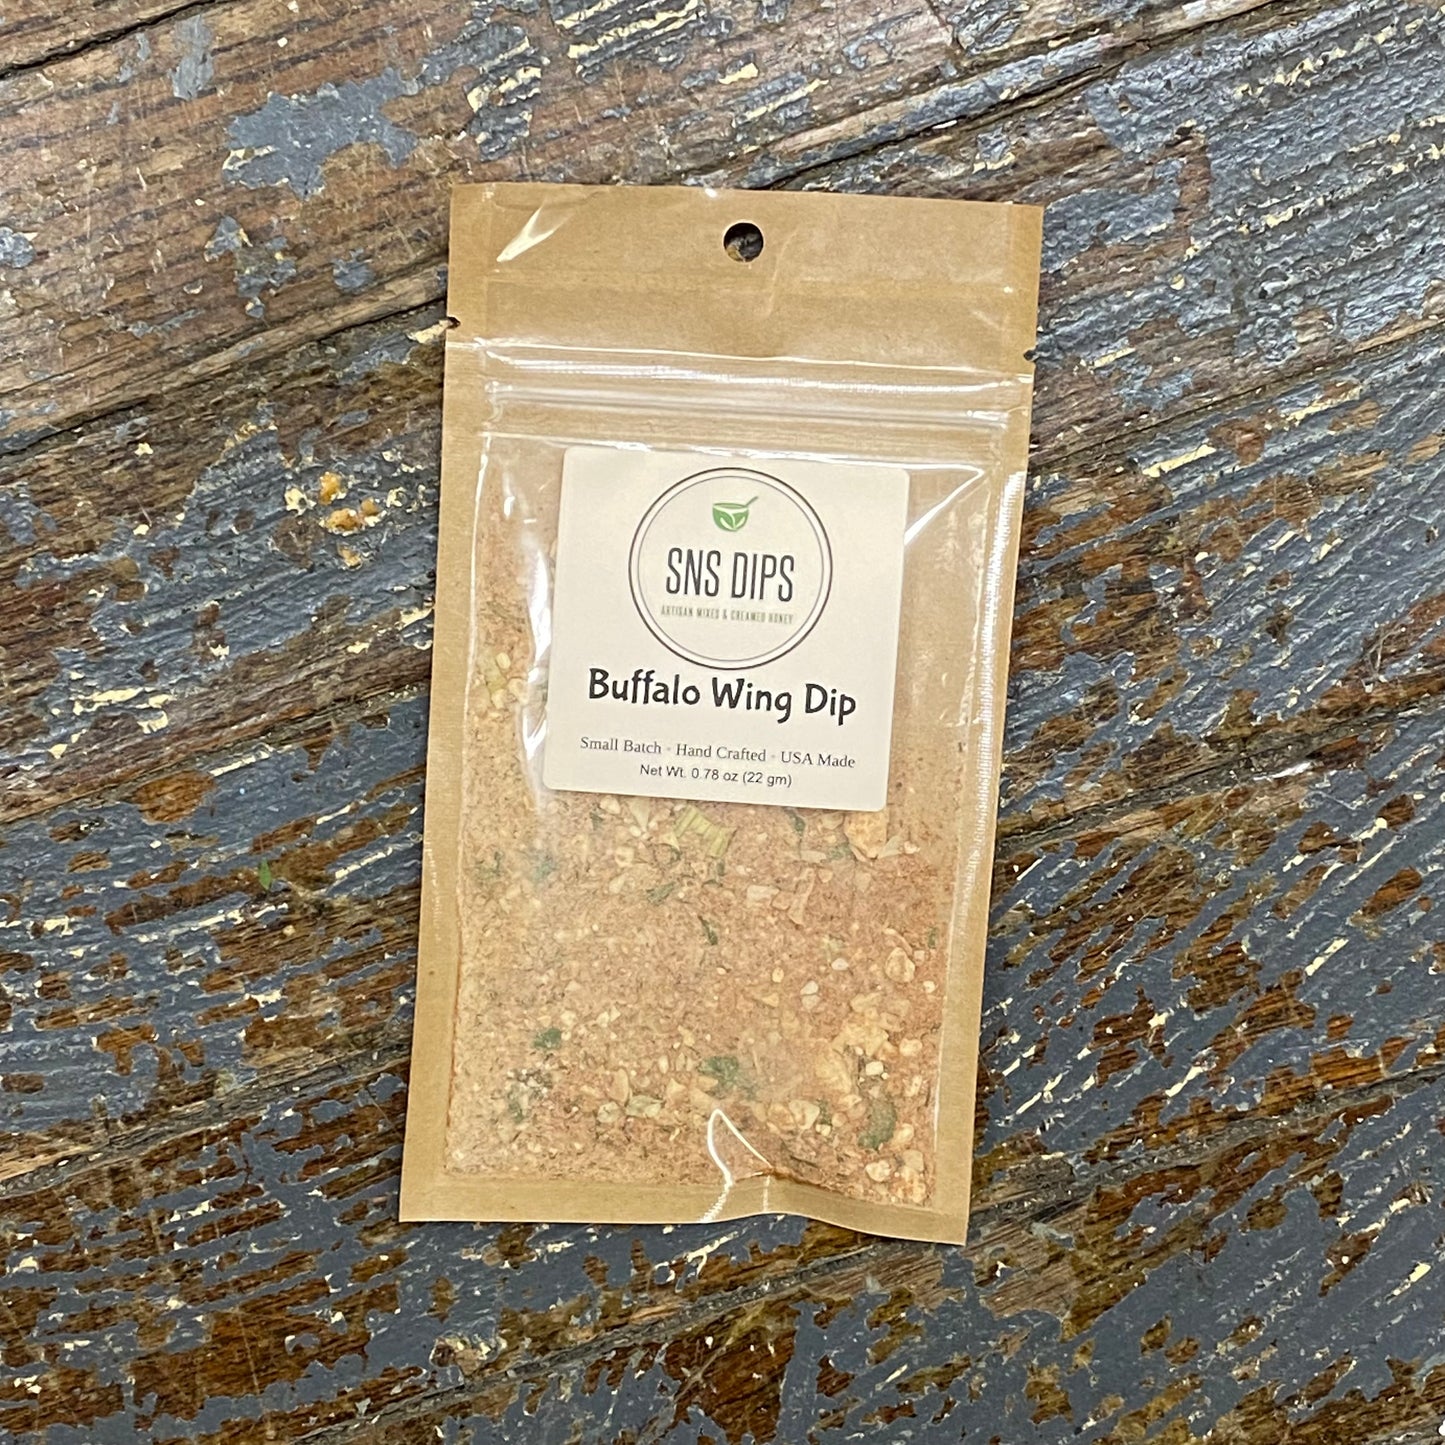 SNS DIPS
ARTISAN MIXES & CREAMED HONEY
Buffalo Wing Dip
Small Batch • Hand Crafted • USA Made
Net Wt. 0.78 oz (22 gm)